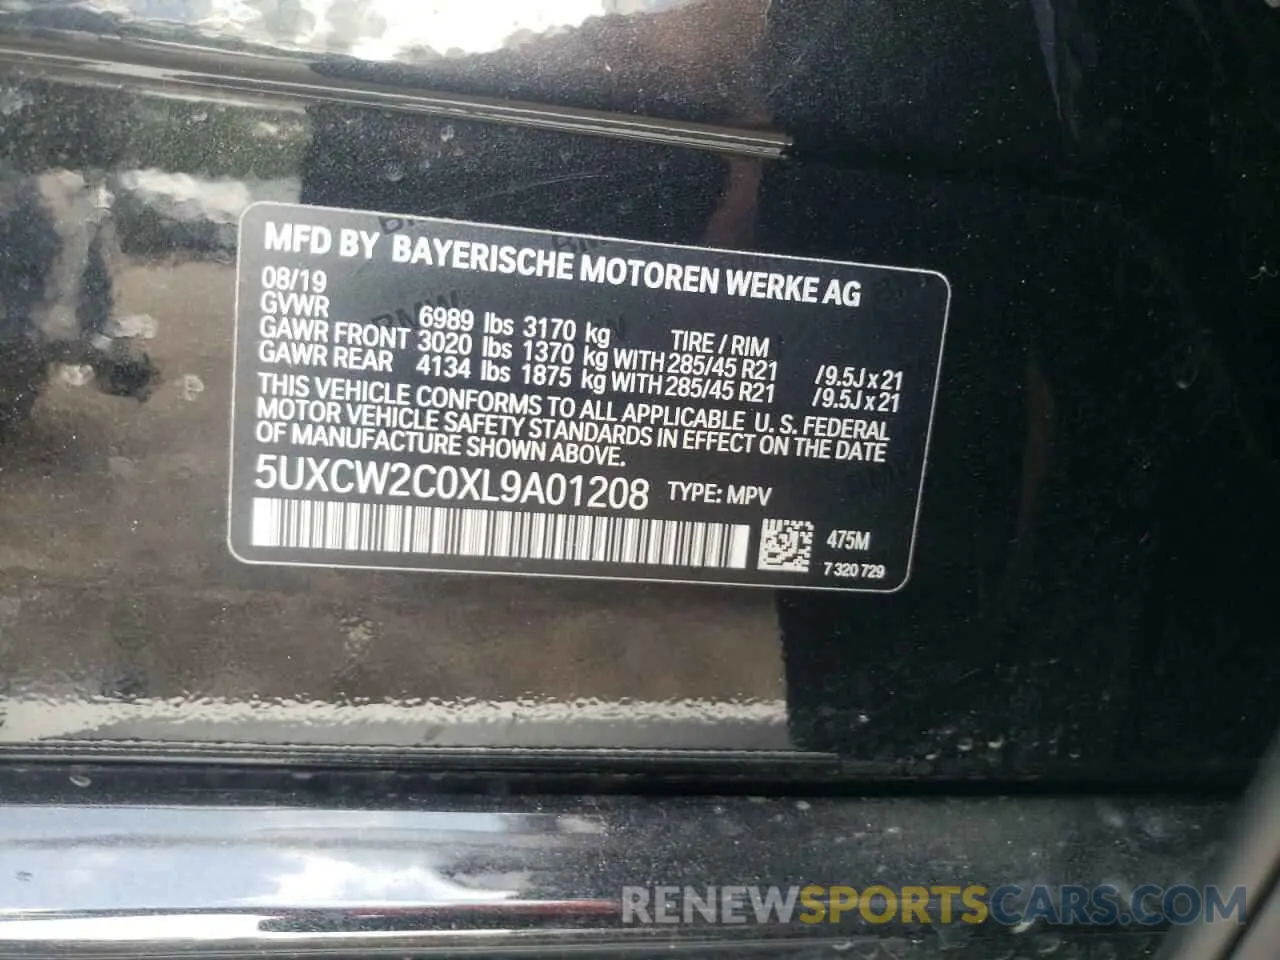 MFD BY BAYERISCHE MOTOREN WERKE AG
08/19
GVWR 6989 lbs 3170 kg TIRE / RIM
GAWR FRONT 3020 lbs 1370 kg WITH 285/45 R21 /9.5J x 21
GAWR REAR 4134 lbs 1875 kg WITH 285/45 R21 /9.5J x 21
THIS VEHICLE CONFORMS TO ALL APPLICABLE U. S. FEDERAL
MOTOR VEHICLE SAFETY STANDARDS IN EFFECT ON THE DATE
OF MANUFACTURE SHOWN ABOVE.
5UXCW2C0XL9A01208 TYPE: MPV
475M
7 320 729
RENEWSPORTSCARS.COM